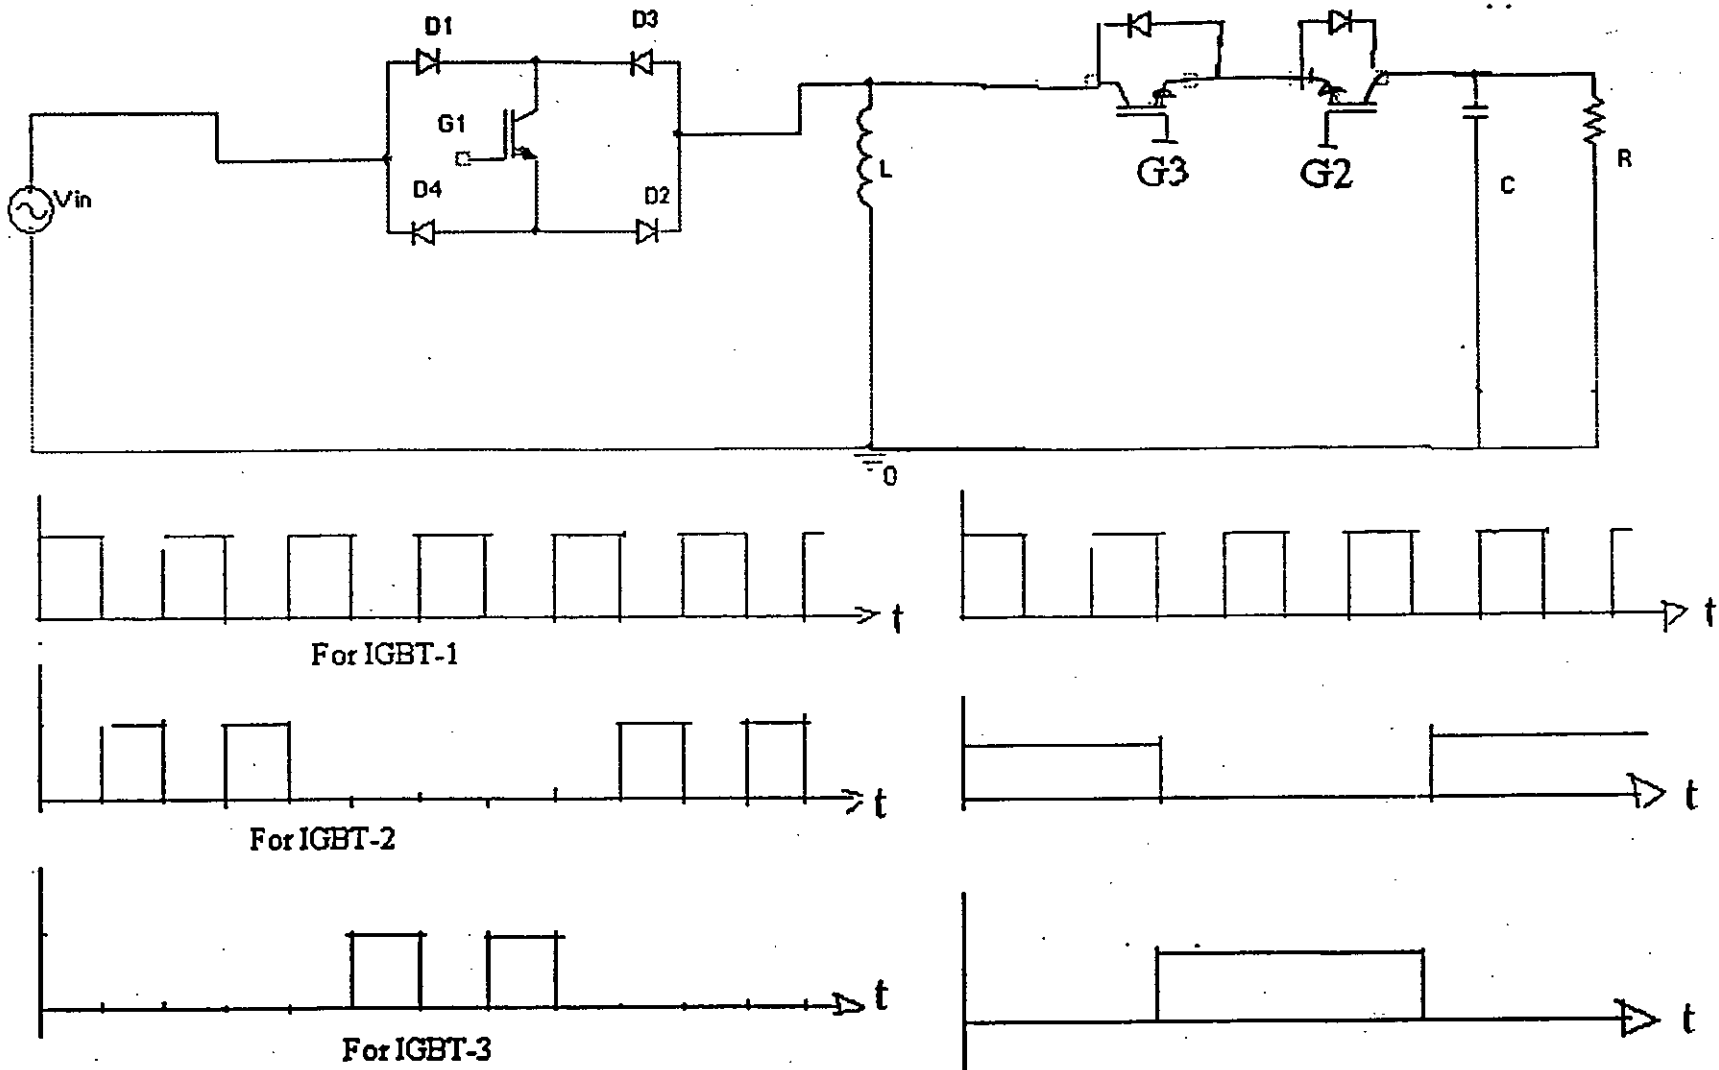 D1
D3
G1
Vin
D4
D2
L
G3
G2
C
R
0
t
t
For IGBT-1
t
t
For IGBT-2
t
t
For IGBT-3